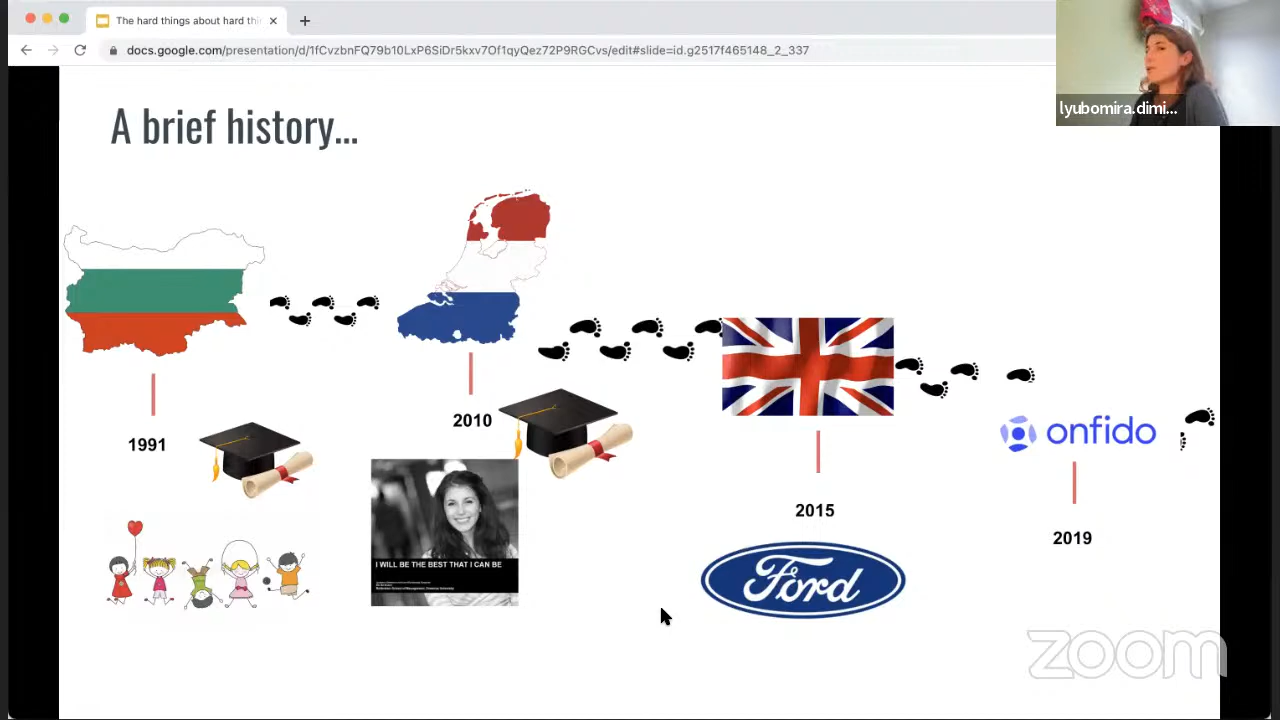 The hard things about hard thi
docs.google.com/presentation/d/1fCvzbnFQ79b10LxP6SiDr5kxv7Of1qyQez72P9RGCvs/edit#slide=id.g2517f465148_2_337
lyubomira.dimi...
A brief history...
1991
2010
I WILL BE THE BEST THAT I CAN BE
2015
Ford
onfido
2019
zoom